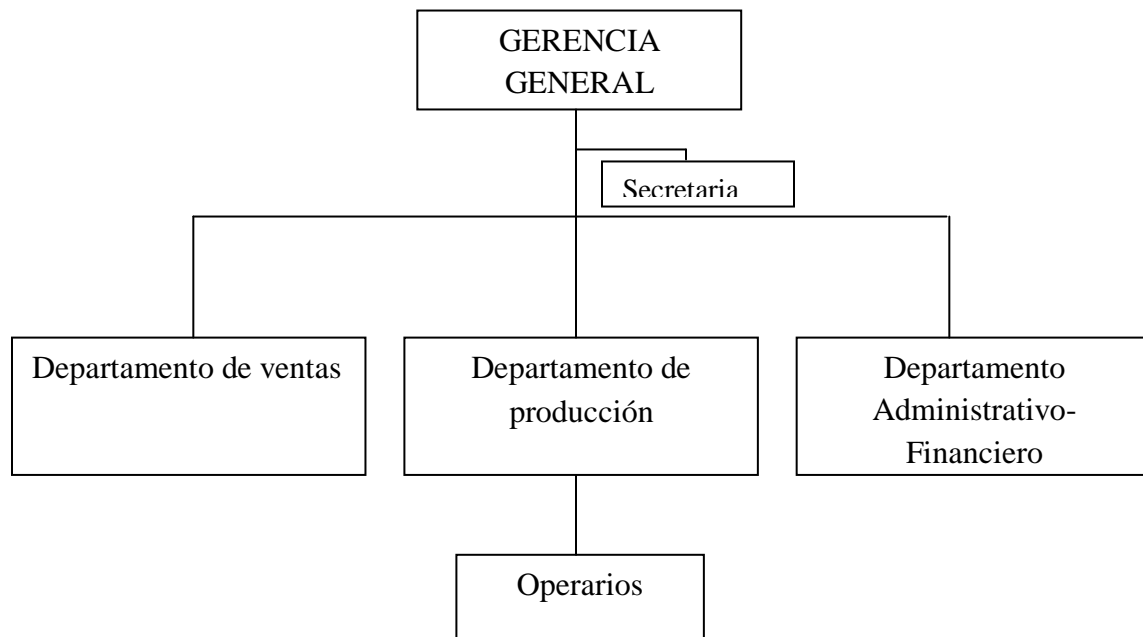 GERENCIA
GENERAL
Secretaria
Departamento de ventas
Departamento de
producción
Departamento
Administrativo-
Financiero
Operarios